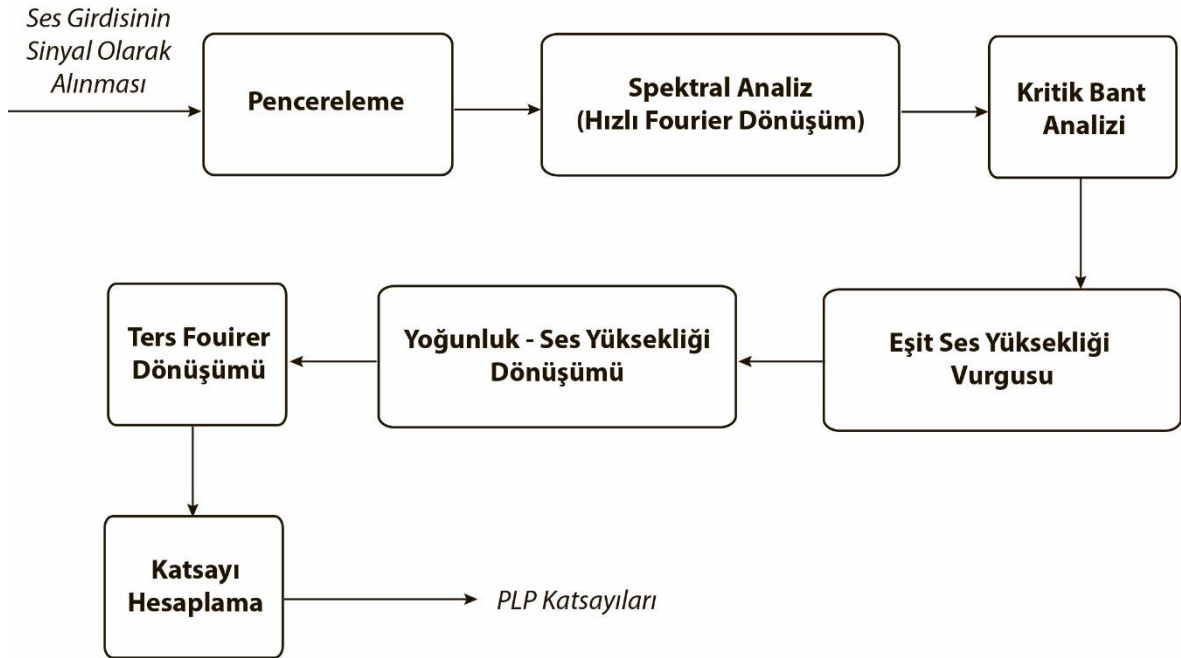 Ses Girdisinin
Sinyal Olarak
Alınması
Pencereleme
Spektral Analiz
(Hızlı Fourier Dönüşüm)
Kritik Bant
Analizi
Eşit Ses Yüksekliği
Vurgusu
Yoğunluk - Ses Yüksekliği
Dönüşümü
Ters Fouirer
Dönüşümü
Katsayı
Hesaplama
PLP Katsayıları